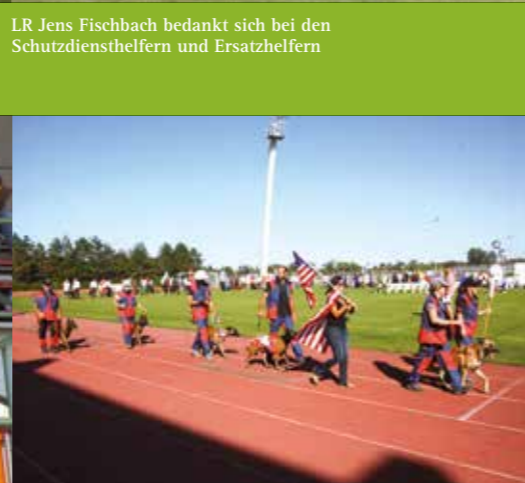 LR Jens Fischbach bedankt sich bei den
Schutzdiensthelfern und Ersatzhelfern